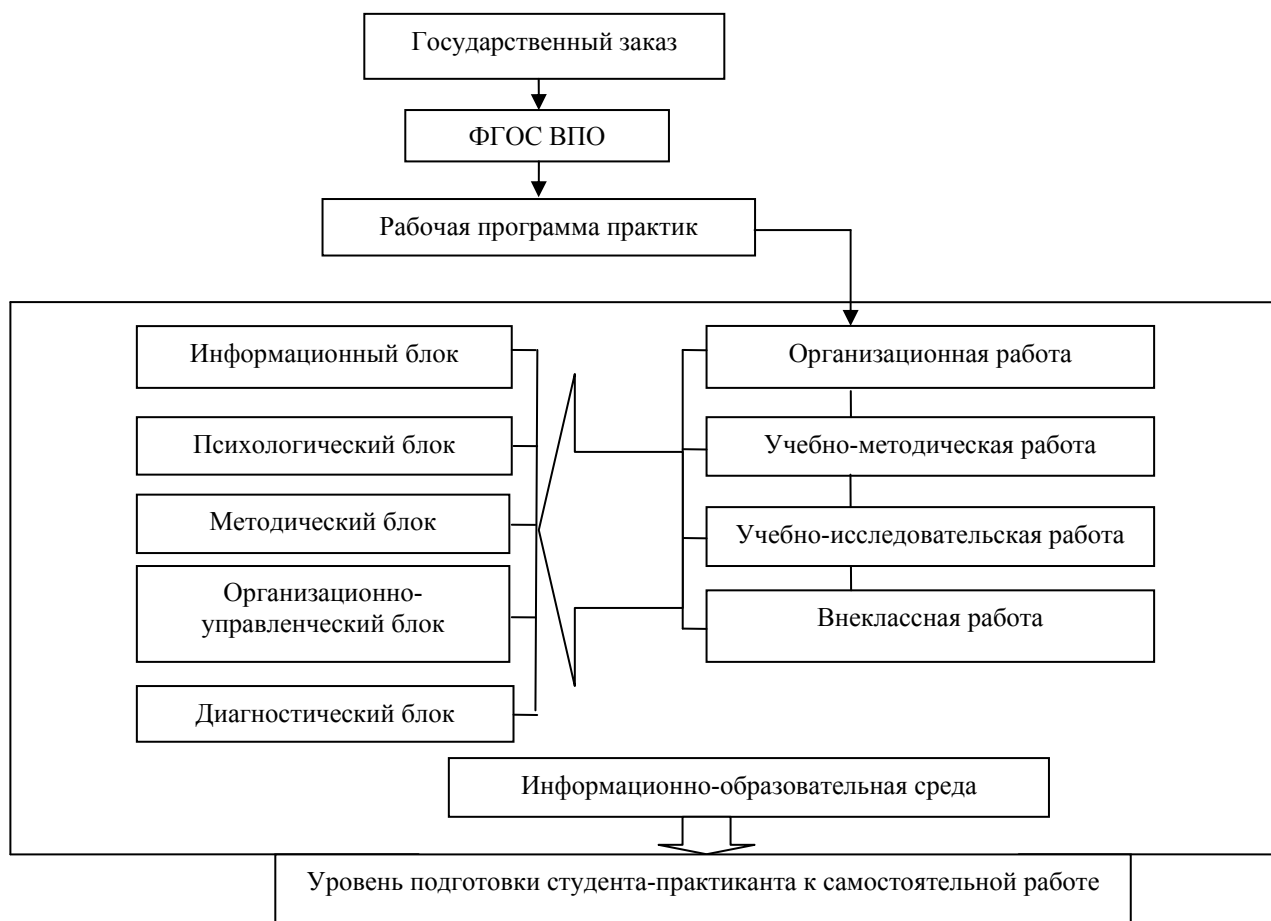 Государственный заказ
ФГОС ВПО
Рабочая программа практик
Информационный блок
Психологический блок
Методический блок
Организационно-
управленческий блок
Диагностический блок
Организационная работа
Учебно-методическая работа
Учебно-исследовательская работа
Внеклассная работа
Информационно-образовательная среда
Уровень подготовки студента-практиканта к самостоятельной работе